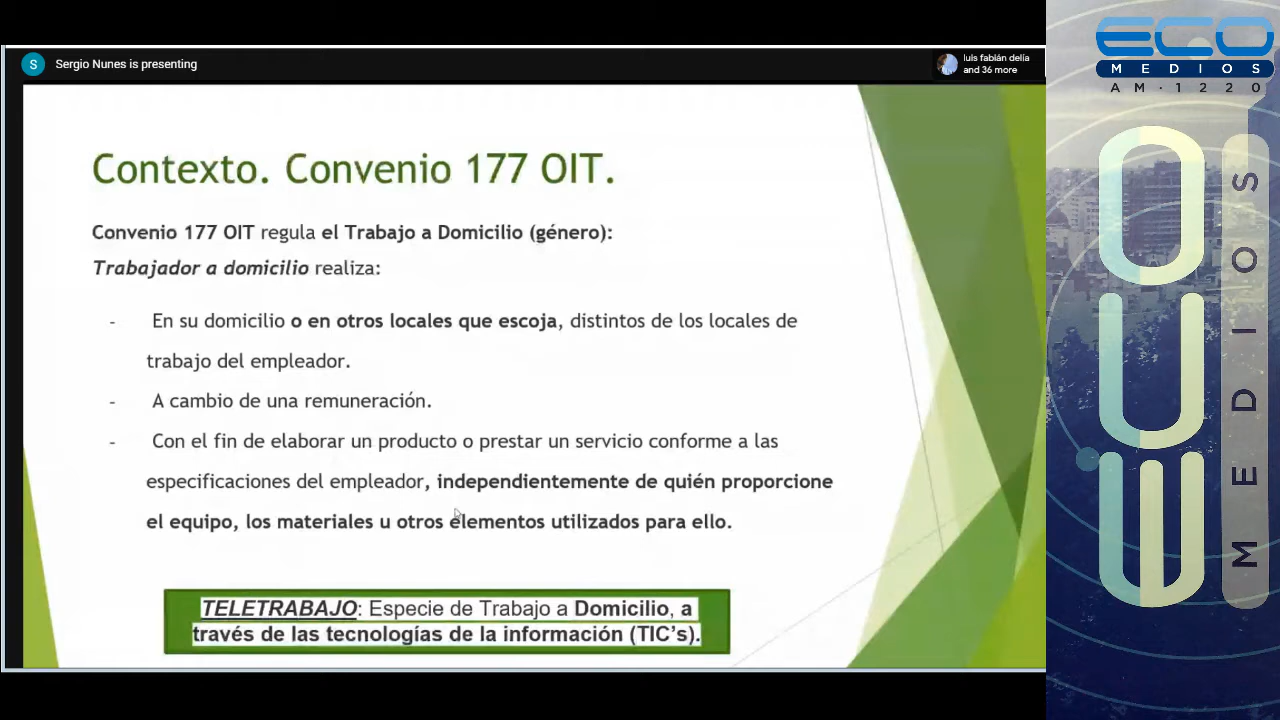 S Sergio Nunes is presenting
luis fabián delía
and 36 more
Contexto. Convenio 177 OIT.
Convenio 177 OIT regula el Trabajo a Domicilio (género):
Trabajador a domicilio realiza:
- En su domicilio o en otros locales que escoja, distintos de los locales de
trabajo del empleador.
- A cambio de una remuneración.
- Con el fin de elaborar un producto o prestar un servicio conforme a las
especificaciones del empleador, independientemente de quién proporcione
el equipo, los materiales u otros elementos utilizados para ello.
TELETRABAJO: Especie de Trabajo a Domicilio, a
través de las tecnologías de la información (TIC's).
ECO
MEDIOS
AM·1220
ECO
MEDIOS